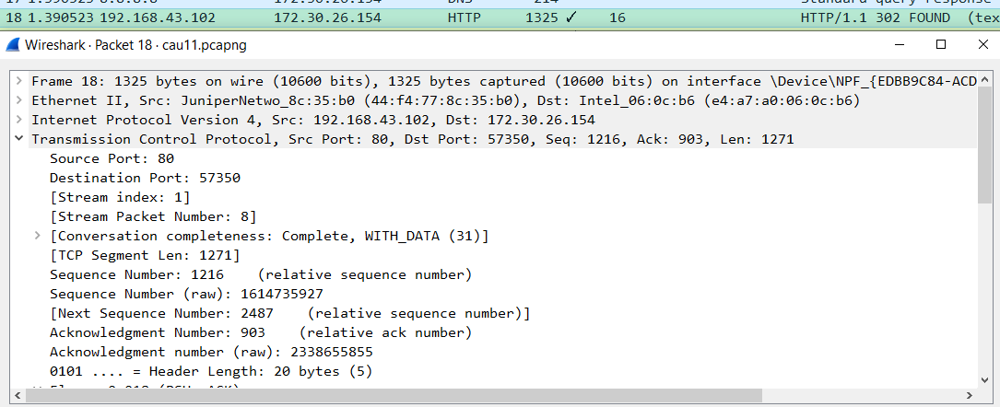 18 1.390523 192.168.43.102 172.30.26.154 HTTP 1325 ✓ 16 HTTP/1.1 302 FOUND (tex
Wireshark · Packet 18 · cau11.pcapng
Frame 18: 1325 bytes on wire (10600 bits), 1325 bytes captured (10600 bits) on interface \Device\NPF_{EDBB9C84-ACD
Ethernet II, Src: JuniperNetwo_8c:35:b0 (44:f4:77:8c:35:b0), Dst: Intel_06:0c:b6 (e4:a7:a0:06:0c:b6)
Internet Protocol Version 4, Src: 192.168.43.102, Dst: 172.30.26.154
Transmission Control Protocol, Src Port: 80, Dst Port: 57350, Seq: 1216, Ack: 903, Len: 1271
Source Port: 80
Destination Port: 57350
[Stream index: 1]
[Stream Packet Number: 8]
[Conversation completeness: Complete, WITH_DATA (31)]
[TCP Segment Len: 1271]
Sequence Number: 1216 (relative sequence number)
Sequence Number (raw): 1614735927
[Next Sequence Number: 2487 (relative sequence number)]
Acknowledgment Number: 903 (relative ack number)
Acknowledgment number (raw): 2338655855
0101 .... = Header Length: 20 bytes (5)